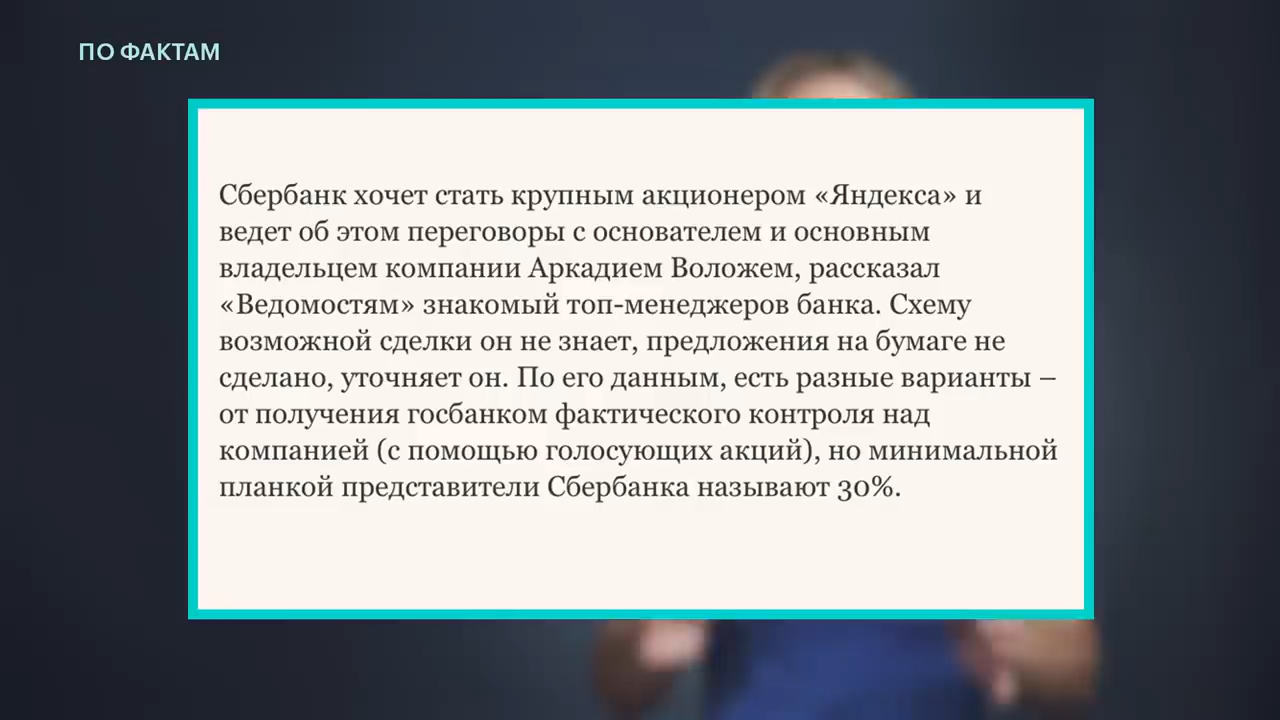 ПО ФАКТАМ
Сбербанк хочет стать крупным акционером «Яндекса» и
ведет об этом переговоры с основателем и основным
владельцем компании Аркадием Воложем, рассказал
«Ведомостям» знакомый топ-менеджеров банка. Схему
возможной сделки он не знает, предложения на бумаге не
сделано, уточняет он. По его данным, есть разные варианты –
от получения госбанком фактического контроля над
компанией (с помощью голосующих акций), но минимальной
планкой представители Сбербанка называют 30%.